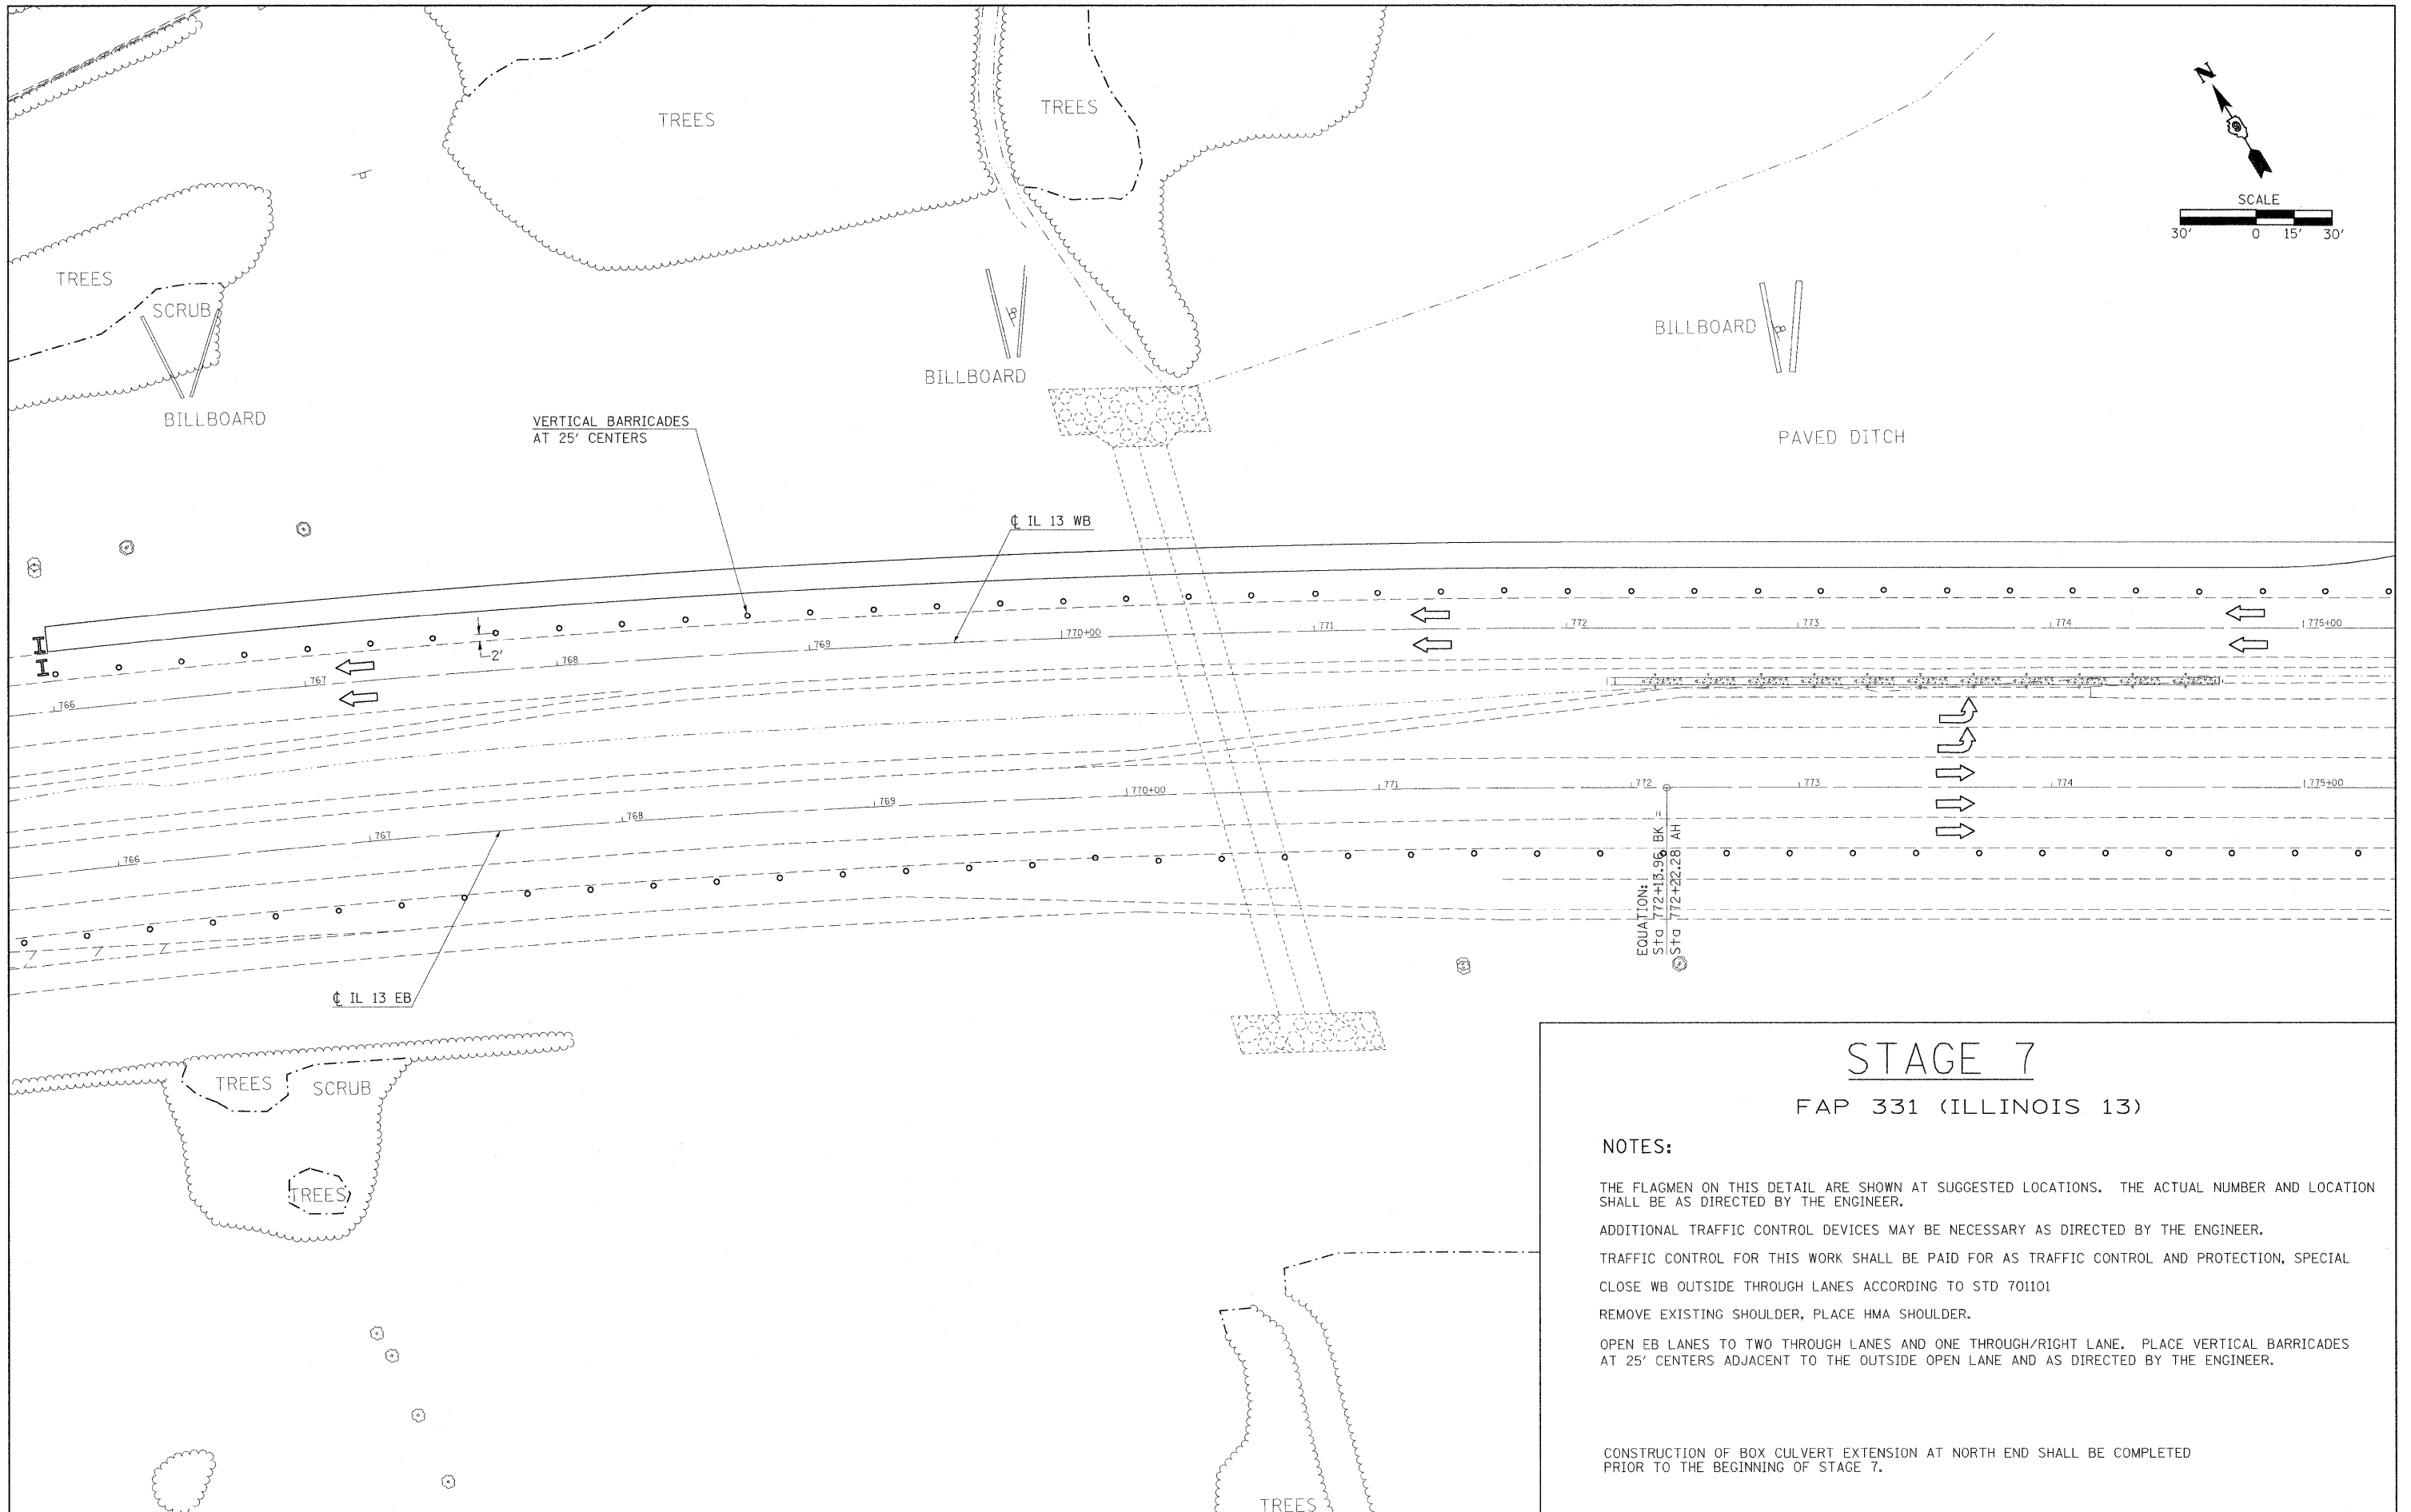 TREES
TREES
N
SCALE
30' 0 15' 30'
TREES
SCRUB
BILLBOARD
BILLBOARD
BILLBOARD
PAVED DITCH
VERTICAL BARRICADES
AT 25' CENTERS
℄ IL 13 WB
2'
766
767
768
769
770+00
771
772
773
774
775+00
766
767
768
769
770+00
771
772
773
774
775+00
EQUATION:
Sta 772+13.96 BK =
Sta 772+22.28 AH
℄ IL 13 EB
TREES
SCRUB
TREES
TREES
STAGE 7
FAP 331 (ILLINOIS 13)
NOTES:
THE FLAGMEN ON THIS DETAIL ARE SHOWN AT SUGGESTED LOCATIONS. THE ACTUAL NUMBER AND LOCATION
SHALL BE AS DIRECTED BY THE ENGINEER.
ADDITIONAL TRAFFIC CONTROL DEVICES MAY BE NECESSARY AS DIRECTED BY THE ENGINEER.
TRAFFIC CONTROL FOR THIS WORK SHALL BE PAID FOR AS TRAFFIC CONTROL AND PROTECTION, SPECIAL
CLOSE WB OUTSIDE THROUGH LANES ACCORDING TO STD 701101
REMOVE EXISTING SHOULDER, PLACE HMA SHOULDER.
OPEN EB LANES TO TWO THROUGH LANES AND ONE THROUGH/RIGHT LANE. PLACE VERTICAL BARRICADES
AT 25' CENTERS ADJACENT TO THE OUTSIDE OPEN LANE AND AS DIRECTED BY THE ENGINEER.
CONSTRUCTION OF BOX CULVERT EXTENSION AT NORTH END SHALL BE COMPLETED
PRIOR TO THE BEGINNING OF STAGE 7.